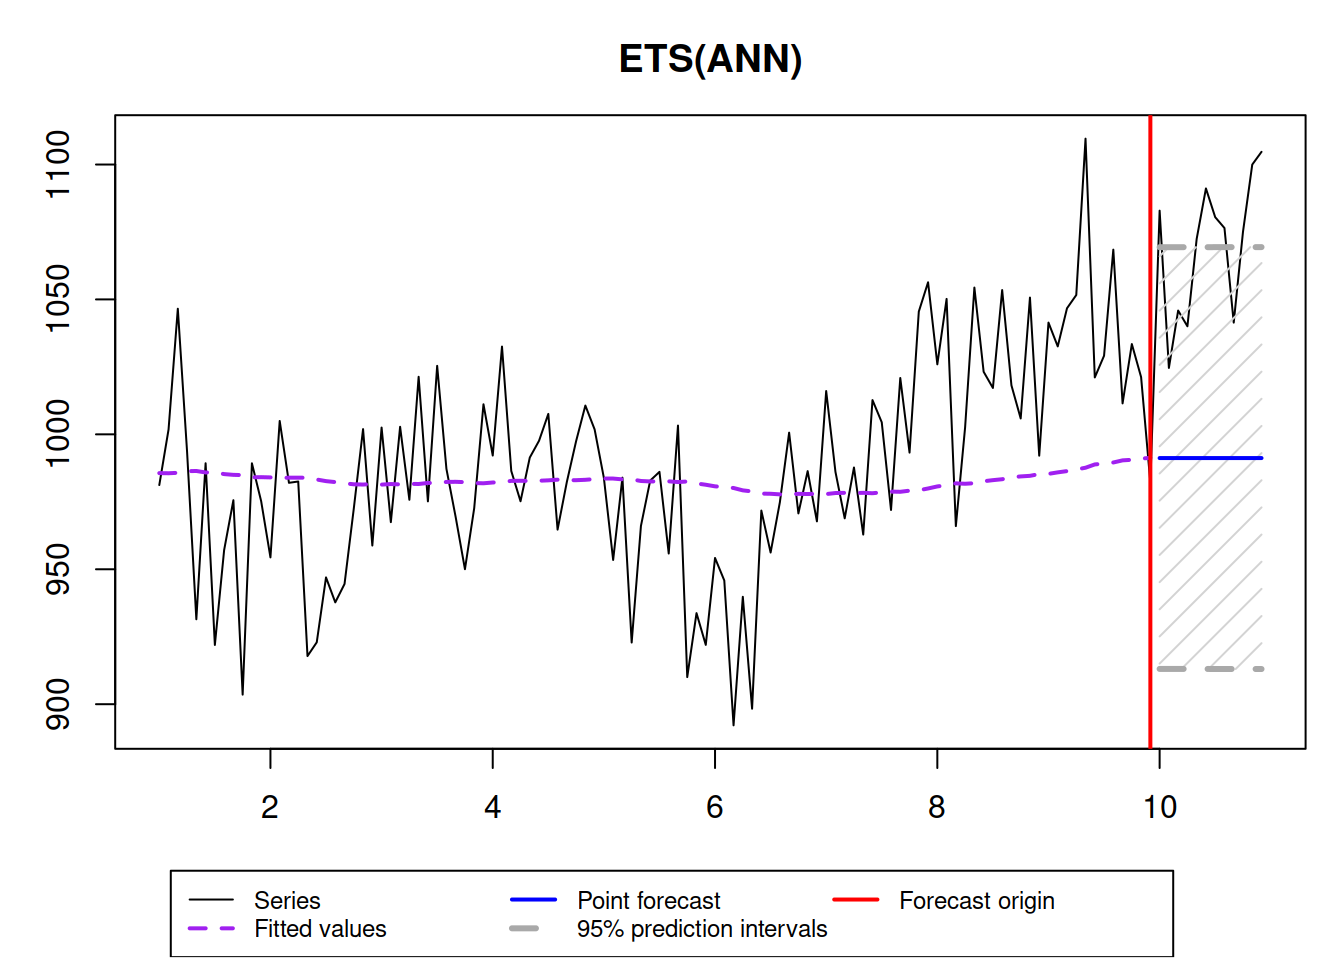 ETS(ANN)
1100
1050
1000
950
900
2 4 6 8 10
Series Point forecast Forecast origin
Fitted values 95% prediction intervals